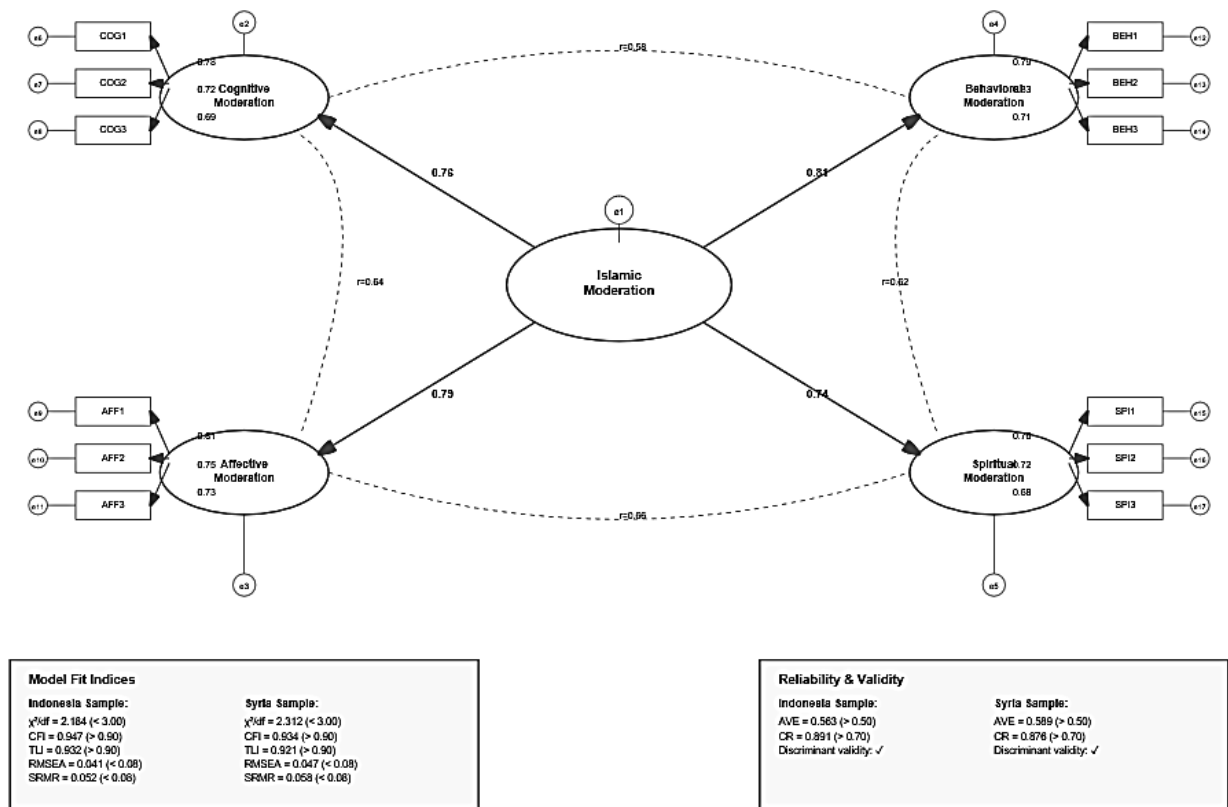 e2
e4
e6
COG1
BEH1
e12
r=0.58
0.78
0.79
e7
COG2
0.72
Cognitive
Moderation
Behavioral
Moderation
BEH2
e13
e8
COG3
0.69
0.71
BEH3
e14
0.76
0.81
e1
Islamic
Moderation
r=0.64
r=0.62
0.79
0.74
e9
AFF1
SPI1
e15
0.81
e10
AFF2
0.75
Affective
Moderation
Spiritual
Moderation
0.72
SPI2
e16
e11
AFF3
0.73
0.68
SPI3
e17
r=0.66
e3
e5
Model Fit Indices
Indonesia Sample:
χ²/df = 2.184 (< 3.00)
CFI = 0.947 (> 0.90)
TLI = 0.932 (> 0.90)
RMSEA = 0.041 (< 0.08)
SRMR = 0.052 (< 0.08)
Syria Sample:
χ²/df = 2.312 (< 3.00)
CFI = 0.934 (> 0.90)
TLI = 0.921 (> 0.90)
RMSEA = 0.047 (< 0.08)
SRMR = 0.058 (< 0.08)
Reliability & Validity
Indonesia Sample:
AVE = 0.563 (> 0.50)
CR = 0.891 (> 0.70)
Discriminant validity: ✓
Syria Sample:
AVE = 0.589 (> 0.50)
CR = 0.876 (> 0.70)
Discriminant validity: ✓